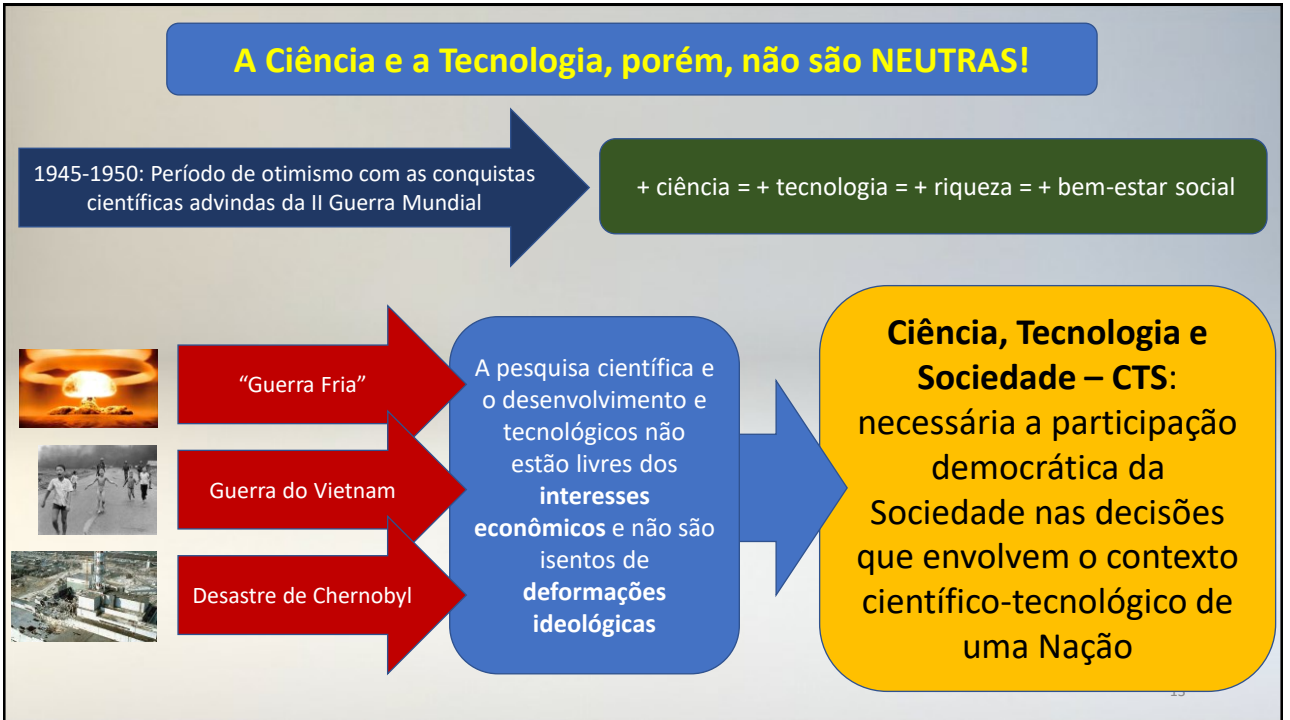 A Ciência e a Tecnologia, porém, não são NEUTRAS!
1945-1950: Período de otimismo com as conquistas
científicas advindas da II Guerra Mundial
+ ciência = + tecnologia = + riqueza = + bem-estar social
“Guerra Fria”
Guerra do Vietnam
Desastre de Chernobyl
A pesquisa científica e
o desenvolvimento e
tecnológicos não
estão livres dos
interesses
econômicos e não são
isentos de
deformações
ideológicas
Ciência, Tecnologia e
Sociedade – CTS:
necessária a participação
democrática da
Sociedade nas decisões
que envolvem o contexto
científico-tecnológico de
uma Nação